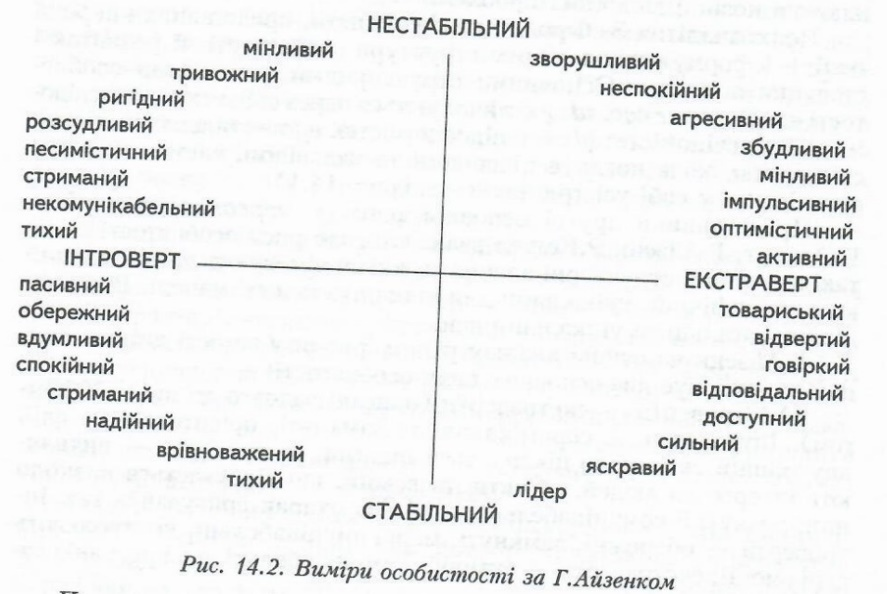 НЕСТАБІЛЬНИЙ
мінливий
тривожний
ригідний
розсудливий
песимістичний
стриманий
некомунікабельний
тихий
зворушливий
неспокійний
агресивний
збудливий
мінливий
імпульсивний
оптимістичний
активний
ІНТРОВЕРТ
ЕКСТРАВЕРТ
пасивний
обережний
вдумливий
спокійний
стриманий
надійний
врівноважений
тихий
товариський
відвертий
говіркий
відповідальний
доступний
сильний
яскравий
лідер
СТАБІЛЬНИЙ
Рис. 14.2. Виміри особистості за Г.Айзенком